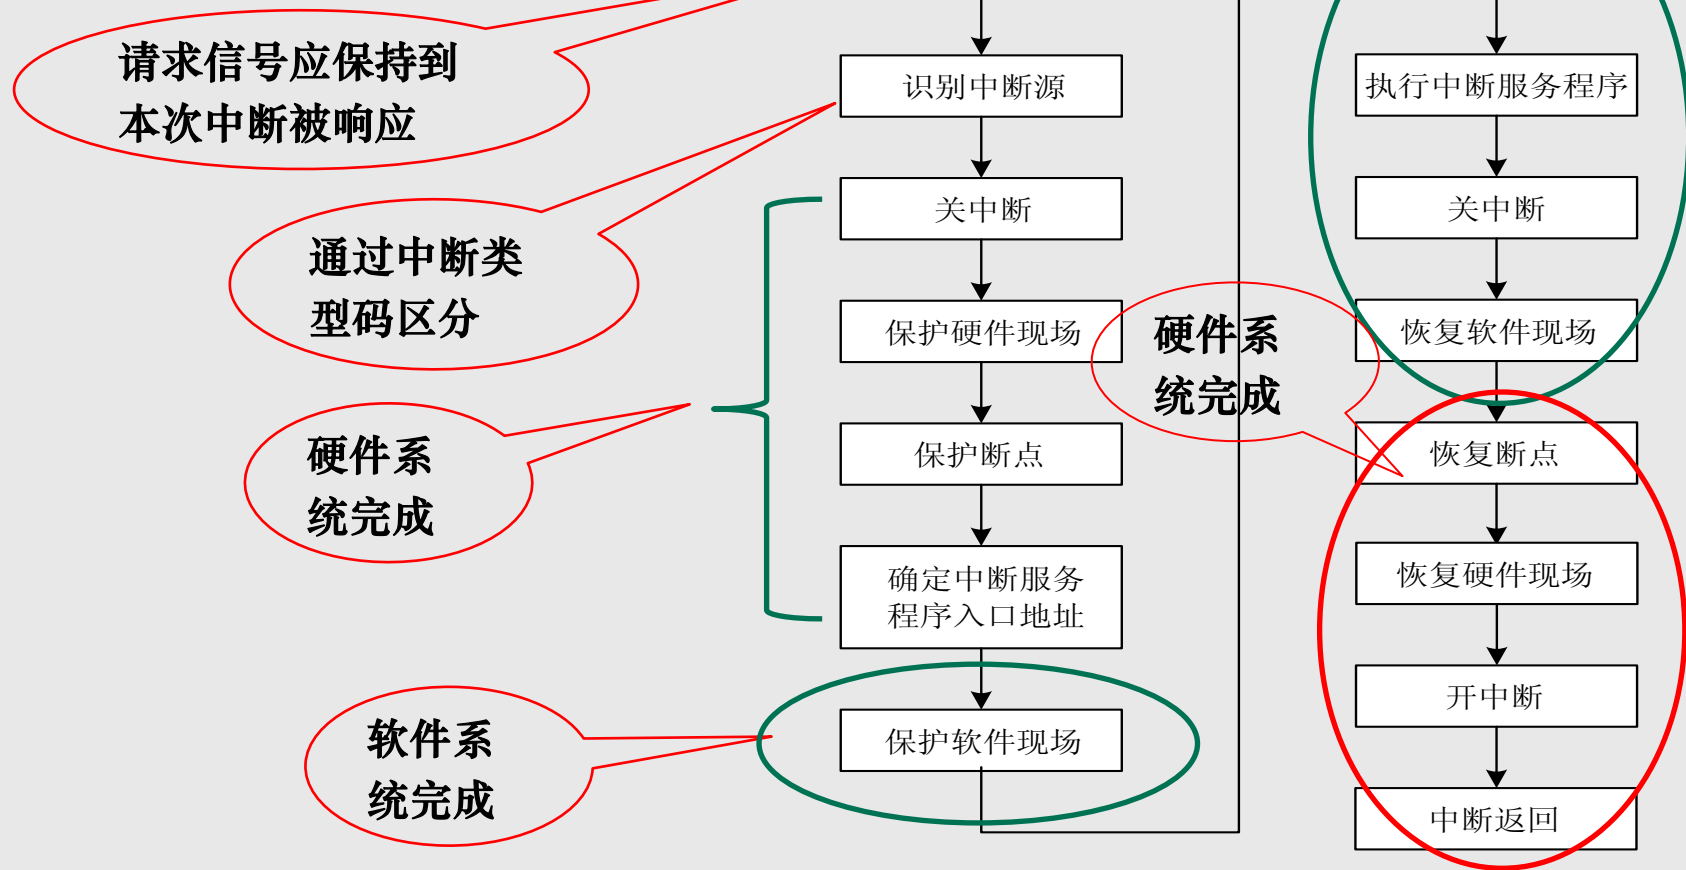 请求信号应保持到
本次中断被响应
通过中断类
型码区分
硬件系
统完成
软件系
统完成
识别中断源
关中断
保护硬件现场
保护断点
确定中断服务
程序入口地址
保护软件现场
硬件系
统完成
执行中断服务程序
关中断
恢复软件现场
恢复断点
恢复硬件现场
开中断
中断返回